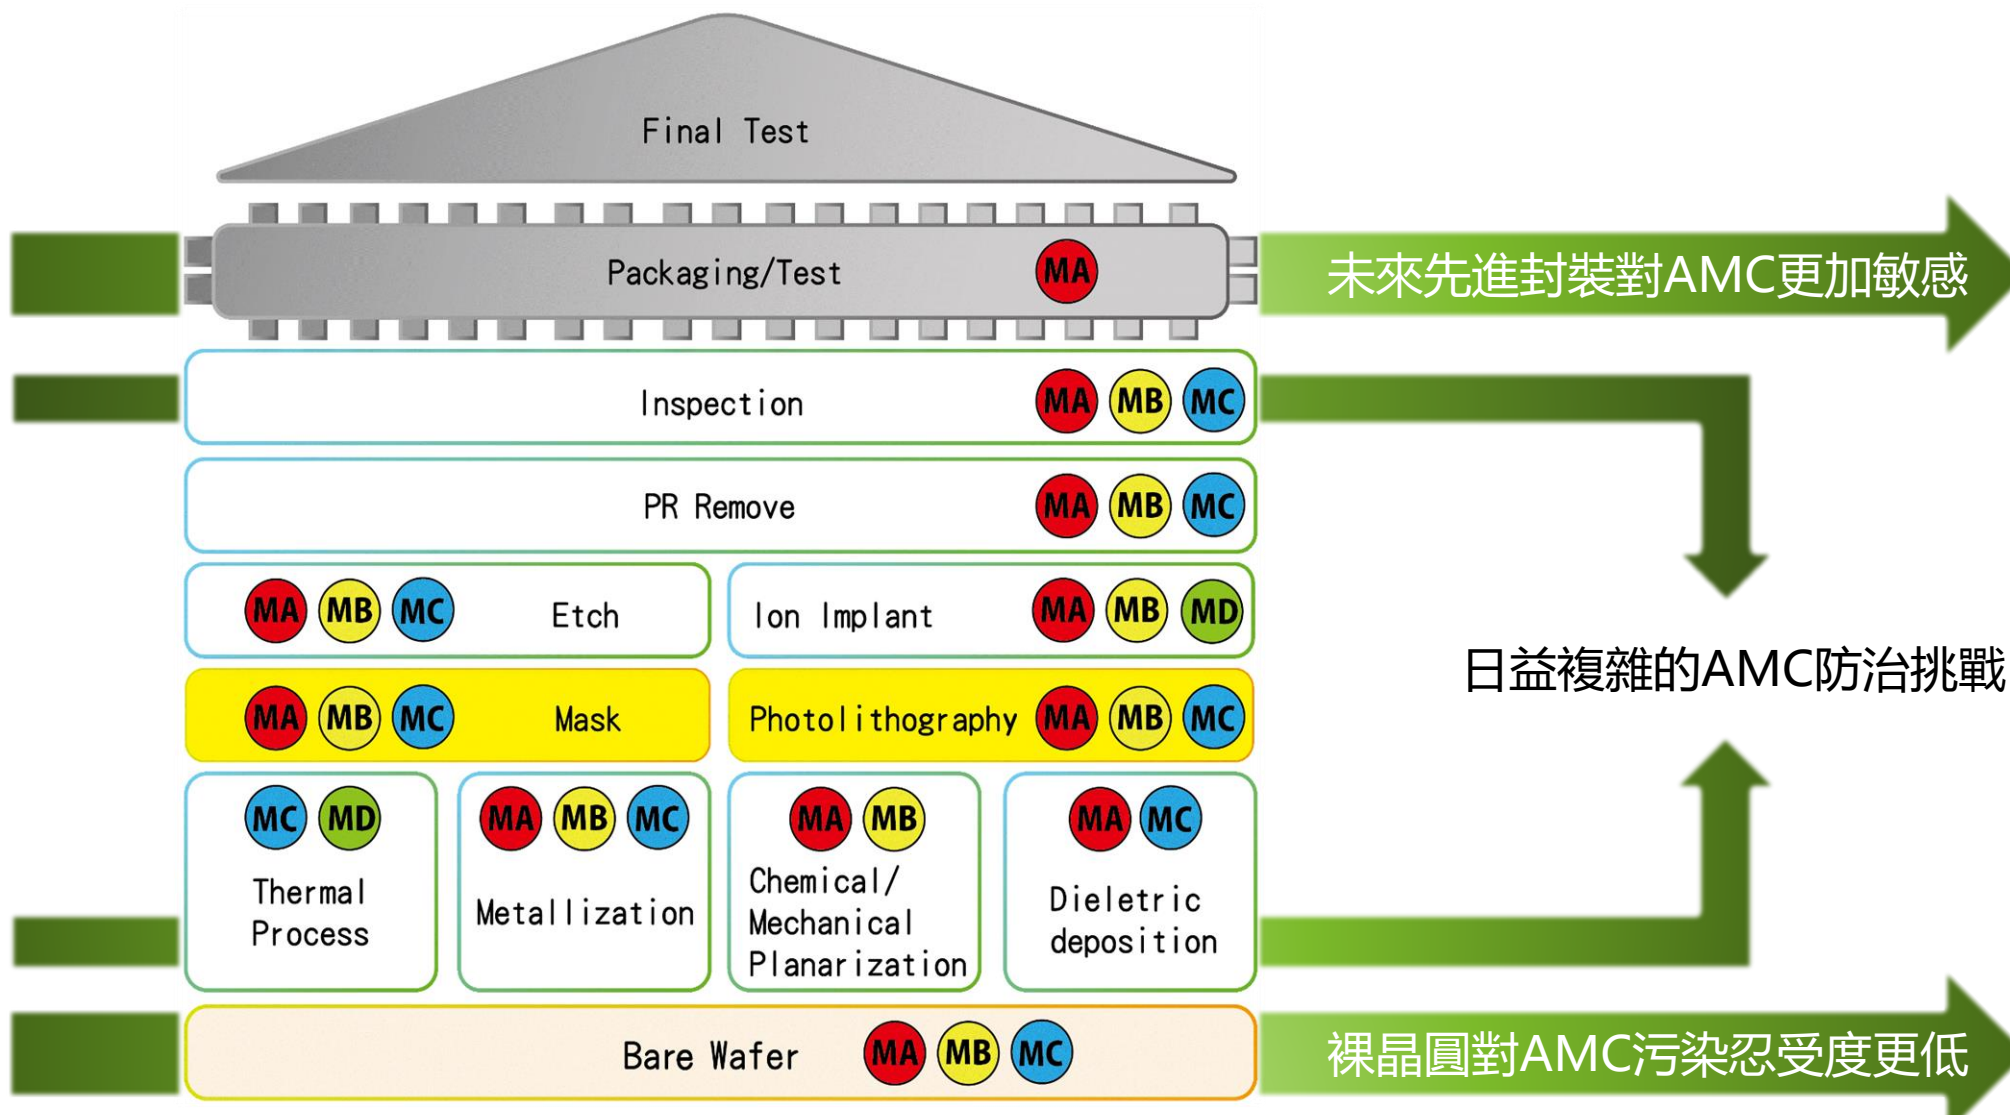 Final Test
Packaging/Test MA
未來先進封裝對AMC更加敏感
Inspection MA MB MC
PR Remove MA MB MC
MA MB MC Etch
Ion Implant MA MB MD
日益複雜的AMC防治挑戰
MA MB MC Mask
Photolithography MA MB MC
MC MD
Thermal
Process
MA MB MC
Metallization
MA MB
Chemical/
Mechanical
Planarization
MA MC
Dieletric
deposition
Bare Wafer MA MB MC
裸晶圓對AMC污染忍受度更低